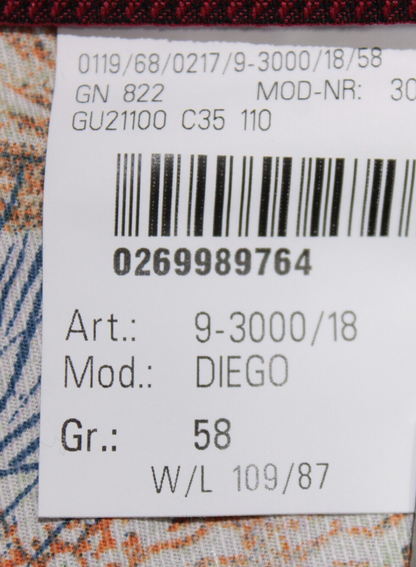 0119/68/0217/9-3000/18/58
GN 822 MOD-NR: 30
GU21100 C35 110
0269989764
Art.: 9-3000/18
Mod.: DIEGO
Gr.: 58
W/L 109/87